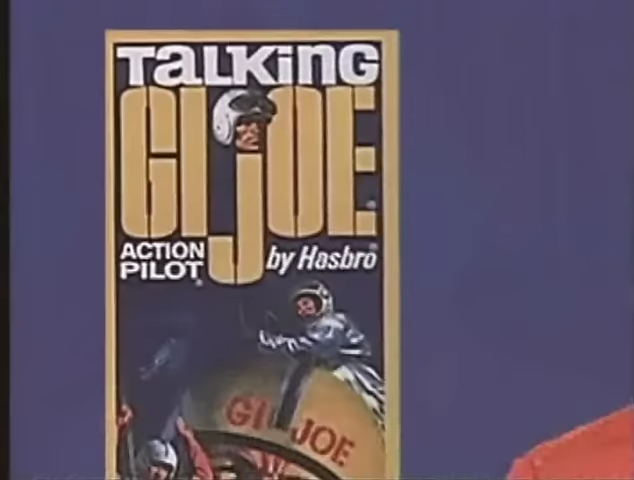 TaLKiNG
GI JOE
ACTION
PILOT
by Hasbro
GI JOE